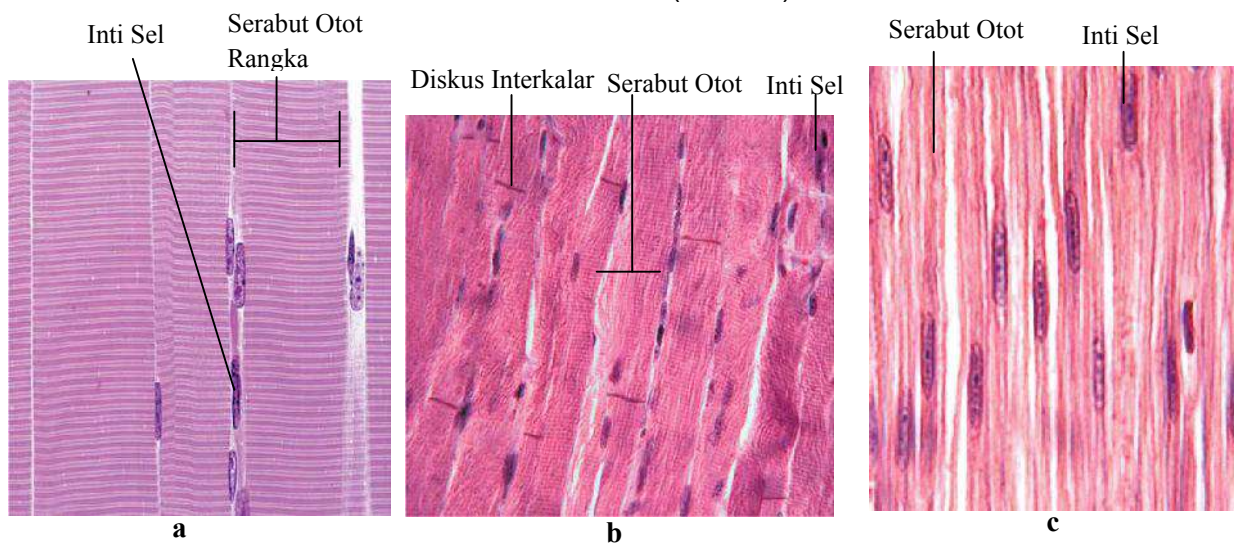 Inti Sel
Serabut Otot
Rangka
Diskus Interkalar
Serabut Otot
Inti Sel
Serabut Otot
Inti Sel
a
b
c